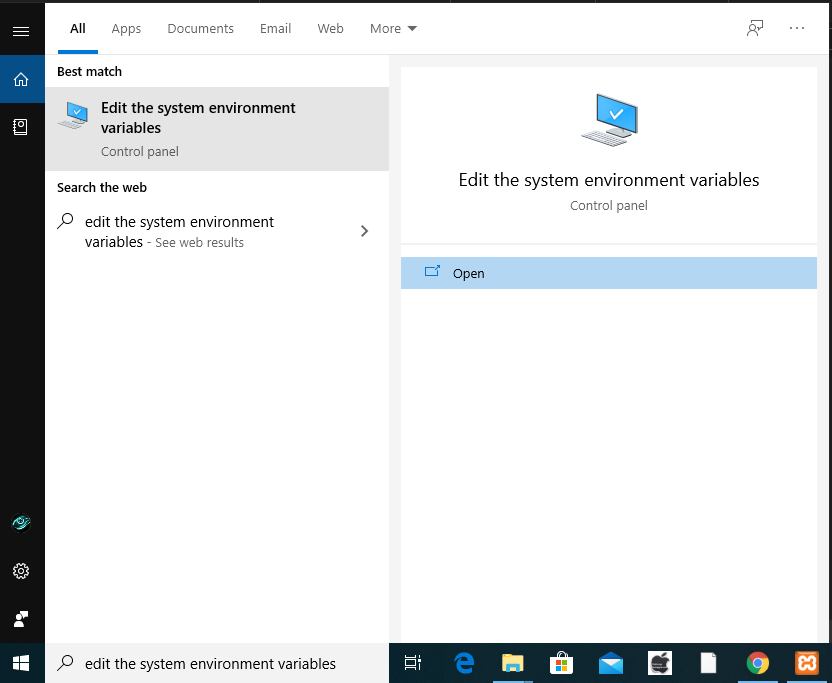 All Apps Documents Email Web More
Best match
Edit the system environment
variables
Control panel
Search the web
edit the system environment
variables - See web results
Edit the system environment variables
Control panel
Open
edit the system environment variables